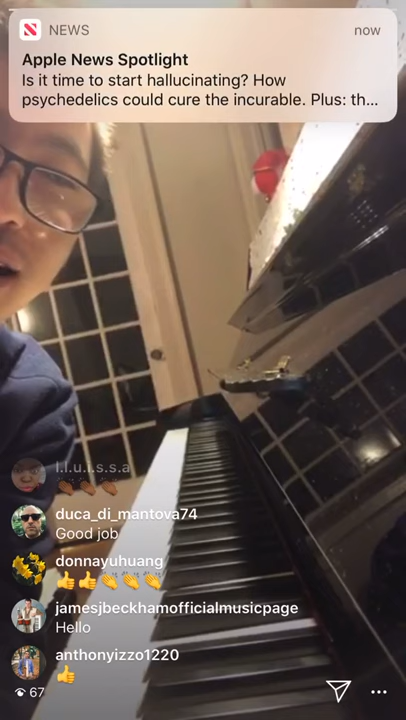 NEWS
now
Apple News Spotlight
Is it time to start hallucinating? How
psychedelics could cure the incurable. Plus: th...
l.l.u.i.s.s.a
duca_di_mantova74
Good job
donnayuhuang
👍👍👏👏👏
jamesjbeckhamofficialmusicpage
Hello
anthonyizzo1220
👍
67